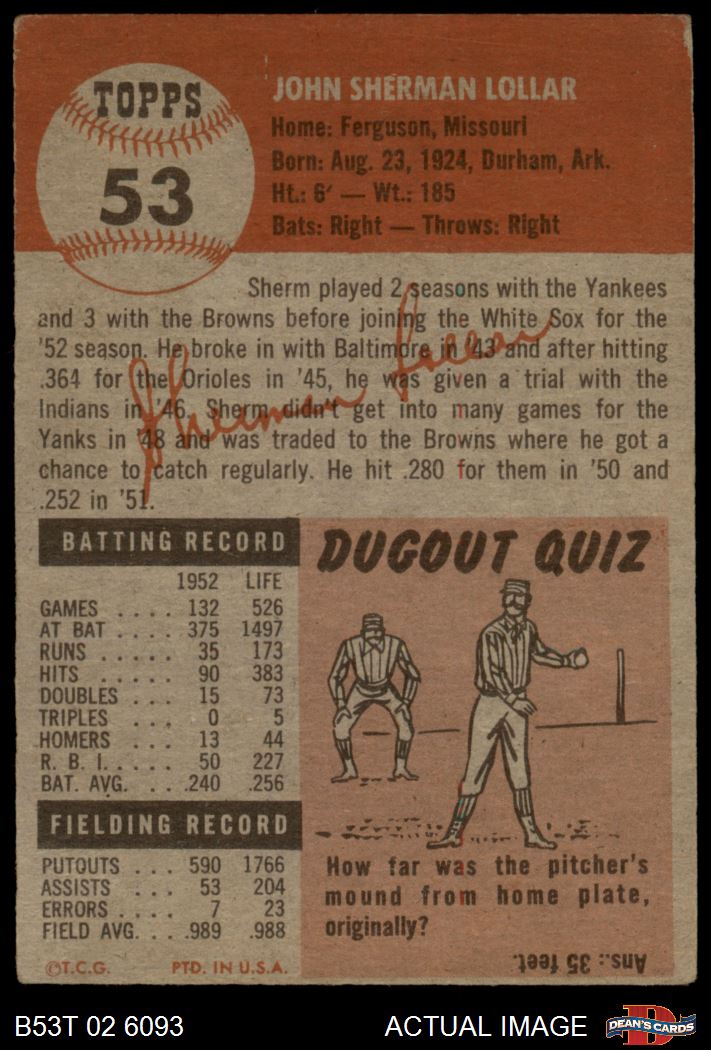 TOPPS
53
JOHN SHERMAN LOLLAR
Home: Ferguson, Missouri
Born: Aug. 23, 1924, Durham, Ark.
Ht.: 6' — Wt.: 185
Bats: Right — Throws: Right
Sherm played 2 seasons with the Yankees
and 3 with the Browns before joining the White Sox for the
'52 season. He broke in with Baltimore in '43 and after hitting
.364 for the Orioles in '45, he was given a trial with the
Indians in '46. Sherm didn't get into many games for the
Yanks in '48 and was traded to the Browns where he got a
chance to catch regularly. He hit .280 for them in '50 and
.252 in '51.
Sherman Lollar
BATTING RECORD
1952 LIFE
GAMES .... 132 526
AT BAT .... 375 1497
RUNS ..... 35 173
HITS ..... 90 383
DOUBLES ... 15 73
TRIPLES ... 0 5
HOMERS ... 13 44
R. B. I. .... 50 227
BAT. AVG. ... .240 .256
FIELDING RECORD
PUTOUTS ... 590 1766
ASSISTS .... 53 204
ERRORS .... 7 23
FIELD AVG. ... .989 .988
©T.C.G. PTD. IN U.S.A.
DUGOUT QUIZ
How far was the pitcher's
mound from home plate,
originally?
Ans.: 35 feet.
B53T 02 6093 ACTUAL IMAGE
DEAN'S CARDS